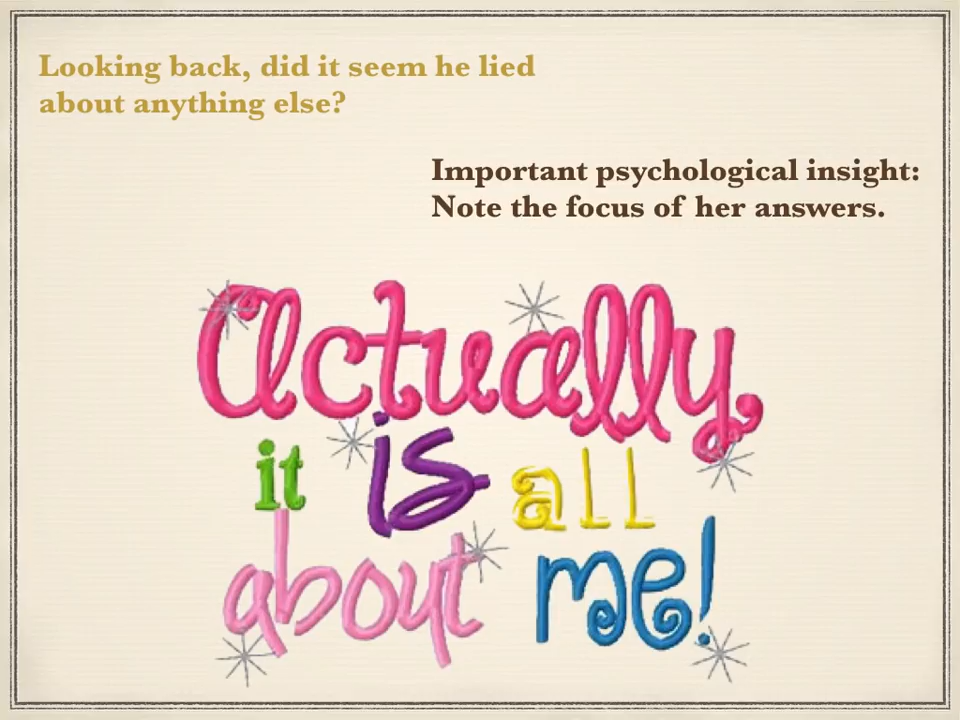 Looking back, did it seem he lied
about anything else?
Important psychological insight:
Note the focus of her answers.
actually,
it is all
about me!